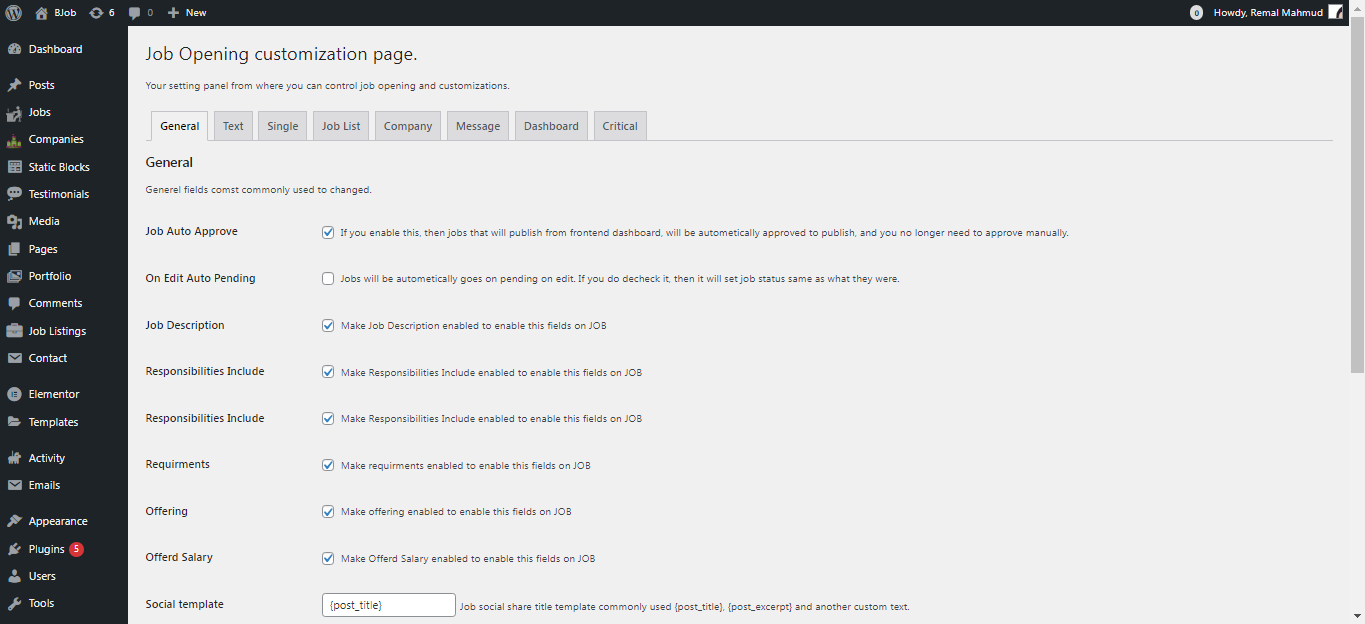 BJob 6 0 New 0 Howdy, Remal Mahmud
Dashboard
Posts
Jobs
Companies
Static Blocks
Testimonials
Media
Pages
Portfolio
Comments
Job Listings
Contact
Elementor
Templates
Activity
Emails
Appearance
Plugins 5
Users
Tools
Job Opening customization page.
Your setting panel from where you can control job opening and customizations.
General Text Single Job List Company Message Dashboard Critical
General
Generel fields comst commonly used to changed.
Job Auto Approve If you enable this, then jobs that will publish from frontend dashboard, will be automatically approved to publish, and you no longer need to approve manually.
On Edit Auto Pending Jobs will be automatically goes on pending on edit. If you do decheck it, then it will set job status same as what they were.
Job Description Make Job Description enabled to enable this fields on JOB
Responsibilities Include Make Responsibilities Include enabled to enable this fields on JOB
Responsibilities Include Make Responsibilities Include enabled to enable this fields on JOB
Requirments Make requirments enabled to enable this fields on JOB
Offering Make offering enabled to enable this fields on JOB
Offerd Salary Make Offerd Salary enabled to enable this fields on JOB
Social template {post_title} Job social share title template commonly used {post_title}, {post_excerpt} and another custom text.